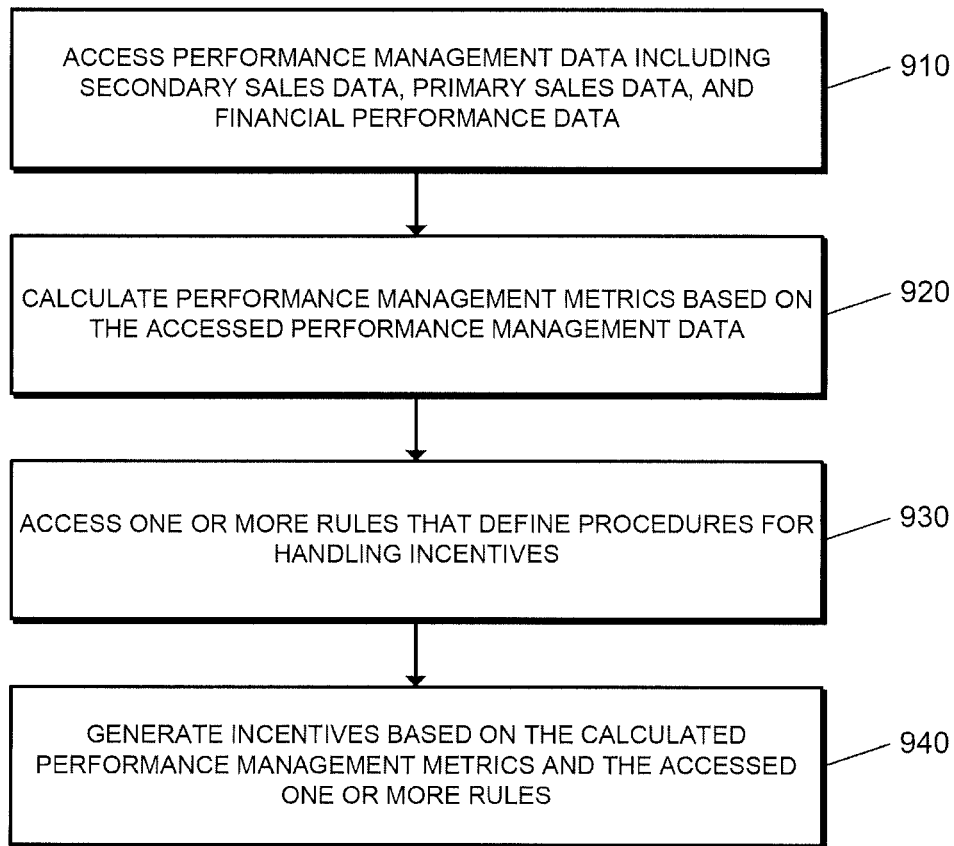 ACCESS PERFORMANCE MANAGEMENT DATA INCLUDING
SECONDARY SALES DATA, PRIMARY SALES DATA, AND
FINANCIAL PERFORMANCE DATA
910
CALCULATE PERFORMANCE MANAGEMENT METRICS BASED ON
THE ACCESSED PERFORMANCE MANAGEMENT DATA
920
ACCESS ONE OR MORE RULES THAT DEFINE PROCEDURES FOR
HANDLING INCENTIVES
930
GENERATE INCENTIVES BASED ON THE CALCULATED
PERFORMANCE MANAGEMENT METRICS AND THE ACCESSED
ONE OR MORE RULES
940